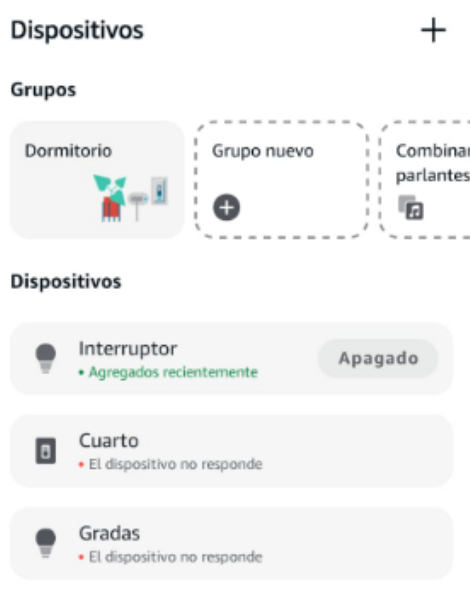 Dispositivos
Grupos
Dormitorio
Grupo nuevo
Combinar
parlantes
Dispositivos
Interruptor
• Agregados recientemente
Apagado
Cuarto
• El dispositivo no responde
Gradas
• El dispositivo no responde